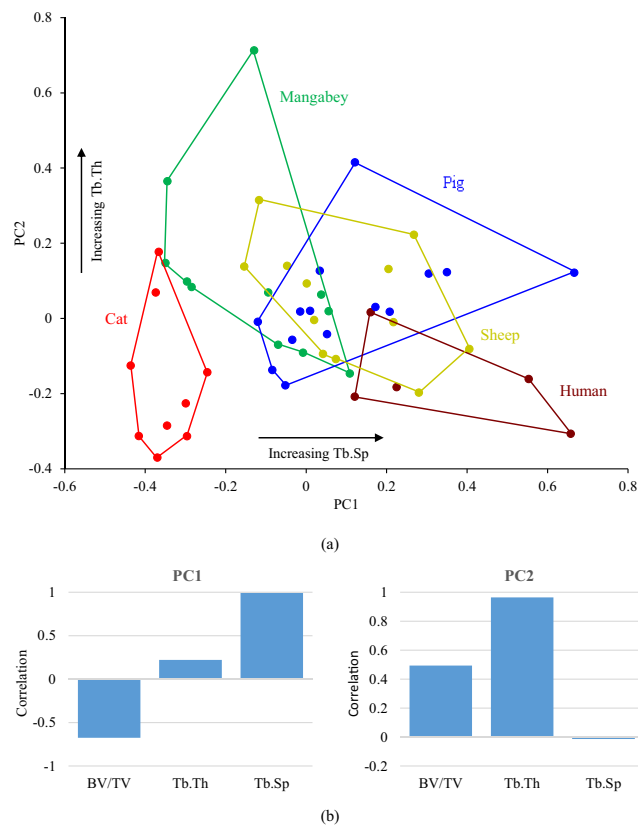 0.8
0.6
0.4
0.2
0
-0.2
-0.4
PC2
Increasing Tb.Th
Mangabey
Pig
Cat
Sheep
Human
Increasing Tb.Sp
-0.6 -0.4 -0.2 0 0.2 0.4 0.6 0.8
PC1
(a)
PC1
1
0.5
0
-0.5
-1
Correlation
BV/TV Tb.Th Tb.Sp
PC2
1
0.8
0.6
0.4
0.2
0
-0.2
Correlation
BV/TV Tb.Th Tb.Sp
(b)